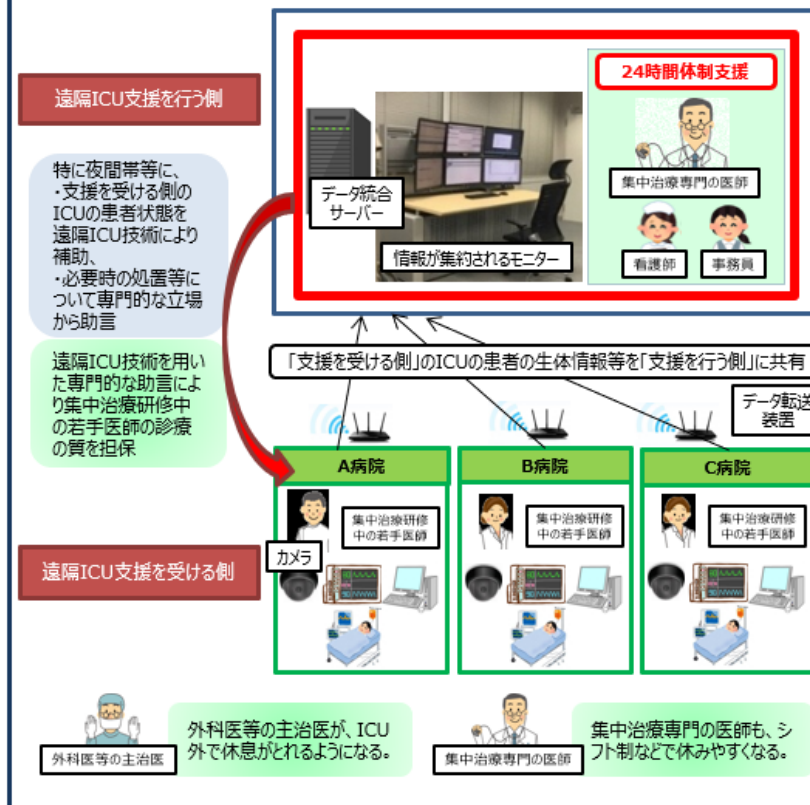 24時間体制支援
遠隔ICU支援を行う側
集中治療専門の医師
データ統合
サーバー
情報が集約されるモニター
看護師
事務員
特に夜間帯等に、
・支援を受ける側の
ICUの患者状態を
遠隔ICU技術により
補助、
・必要時の処置等に
ついて専門的な立場
から助言
「支援を受ける側」のICUの患者の生体情報等を「支援を行う側」に共有
遠隔ICU技術を用い
た専門的な助言によ
り集中治療研修中
の若手医師の診療
の質を担保
データ転送
装置
A病院
B病院
C病院
集中治療研修
中の若手医師
集中治療研修
中の若手医師
集中治療研修
中の若手医師
カメラ
遠隔ICU支援を受ける側
外科医等の主治医
外科医等の主治医が、ICU
外で休息がとれるようになる。
集中治療専門の医師
集中治療専門の医師も、シ
フト制などで休みやすくなる。